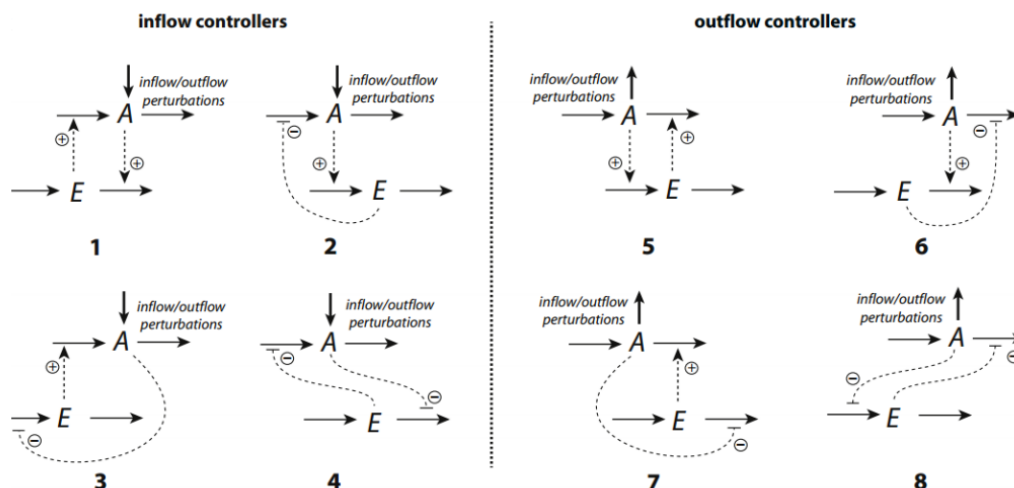 inflow controllers
outflow controllers
inflow/outflow
perturbations
A
⊕
⊕
E
1
inflow/outflow
perturbations
A
⊖
⊕
E
2
inflow/outflow
perturbations
A
⊕
⊕
E
5
inflow/outflow
perturbations
A
⊖
⊕
E
6
inflow/outflow
perturbations
A
⊕
E
⊖
3
inflow/outflow
perturbations
A
⊖
⊖
E
4
inflow/outflow
perturbations
A
⊕
E
⊖
7
inflow/outflow
perturbations
A
⊖
⊖
E
8